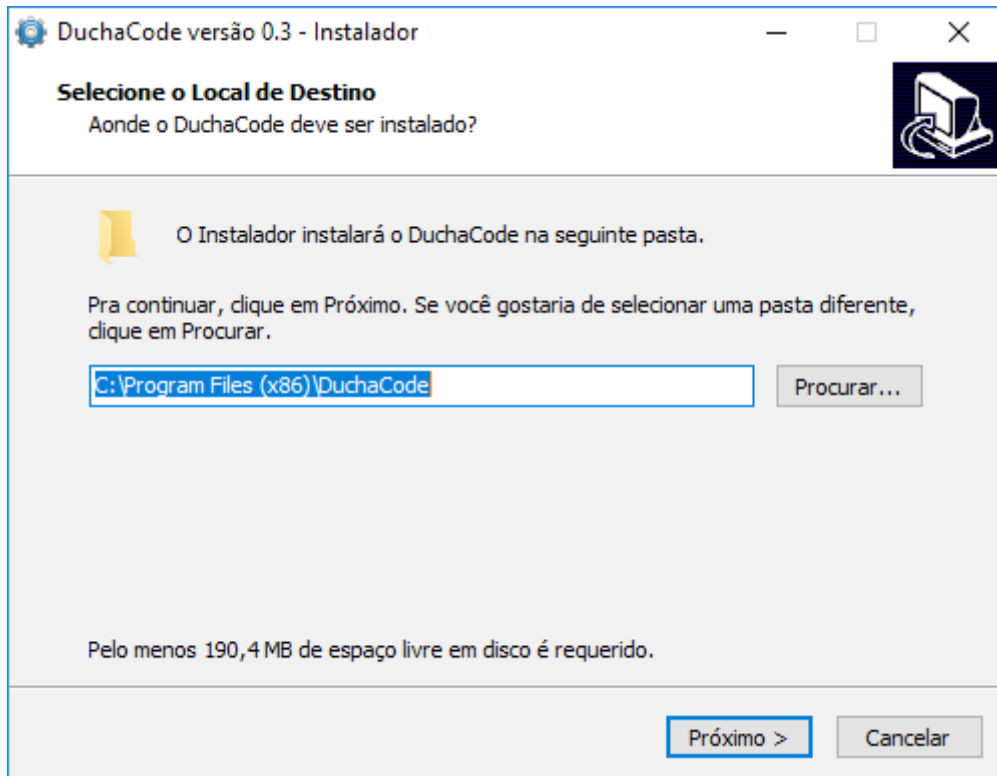 DuchaCode versão 0.3 - Instalador
Selecione o Local de Destino
Aonde o DuchaCode deve ser instalado?
O Instalador instalará o DuchaCode na seguinte pasta.
Pra continuar, clique em Próximo. Se você gostaria de selecionar uma pasta diferente,
clique em Procurar.
C:\Program Files (x86)\DuchaCode
Procurar...
Pelo menos 190,4 MB de espaço livre em disco é requerido.
Próximo >
Cancelar